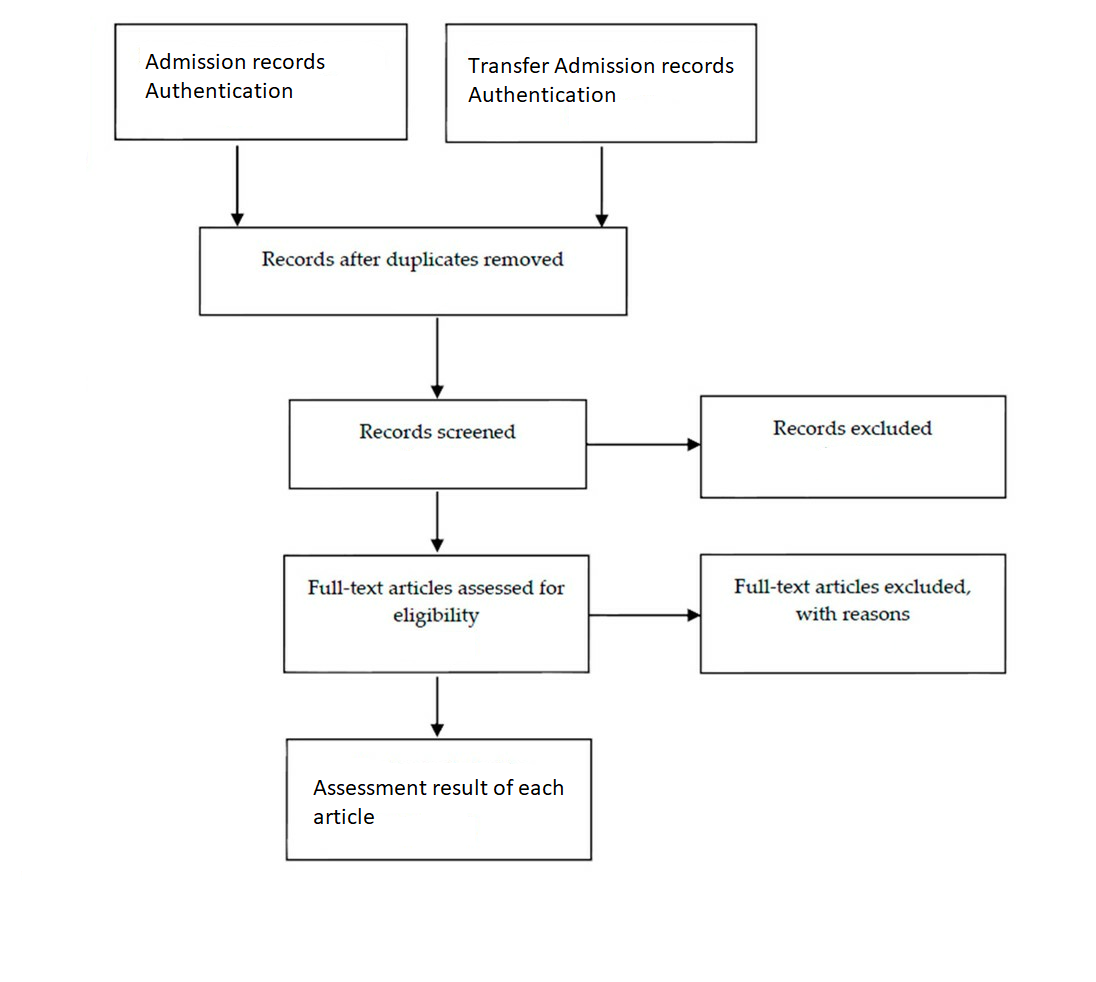 Admission records
Authentication
Transfer Admission records
Authentication
Records after duplicates removed
Records screened
Records excluded
Full-text articles assessed for
eligibility
Full-text articles excluded,
with reasons
Assessment result of each
article